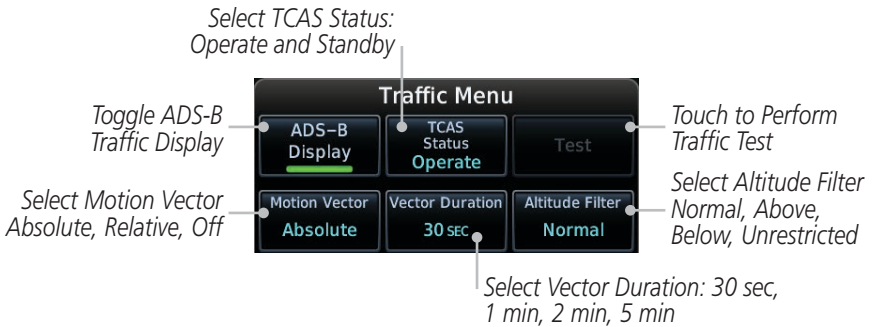 Select TCAS Status:
Operate and Standby
Traffic Menu
Toggle ADS-B
Traffic Display
ADS–B
Display
TCAS
Status
Operate
Test
Touch to Perform
Traffic Test
Select Motion Vector
Absolute, Relative, Off
Motion Vector
Absolute
Vector Duration
30 SEC
Altitude Filter
Normal
Select Altitude Filter
Normal, Above,
Below, Unrestricted
Select Vector Duration: 30 sec,
1 min, 2 min, 5 min